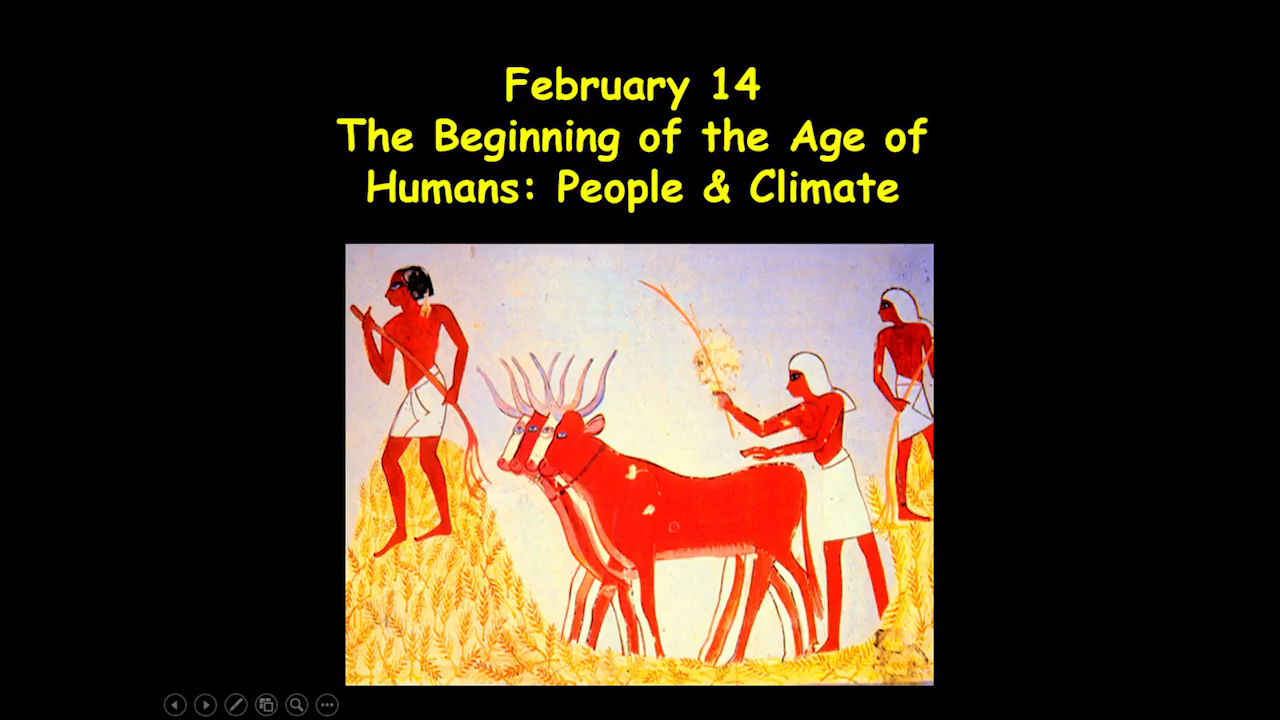 February 14
The Beginning of the Age of
Humans: People & Climate